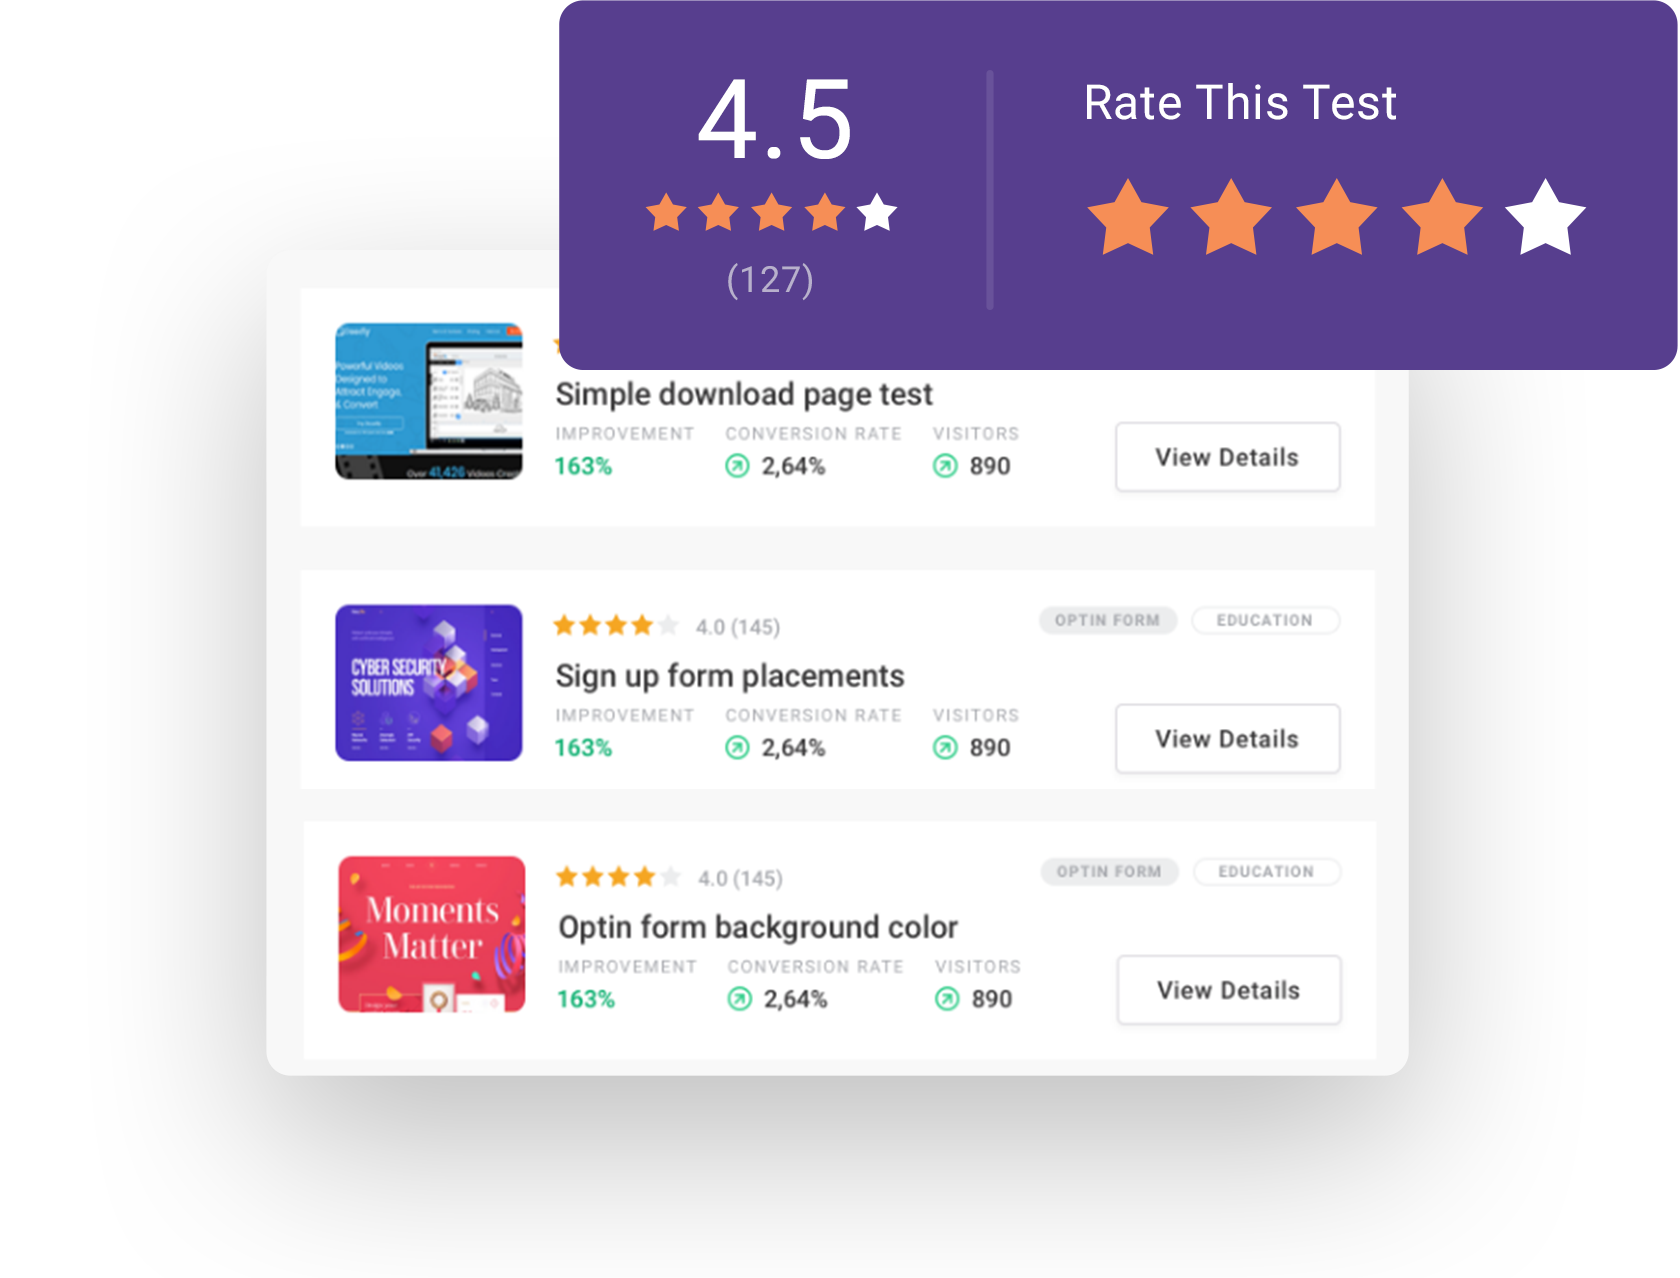 4.5
(127)
Rate This Test
Powerful Videos
Designed to
Attract Engage,
& Convert
Over 41,426 Videos
Simple download page test
IMPROVEMENT CONVERSION RATE VISITORS
163% 2,64% 890
View Details
CYBER SECURITY
SOLUTIONS
4.0 (145)
OPTIN FORM EDUCATION
Sign up form placements
IMPROVEMENT CONVERSION RATE VISITORS
163% 2,64% 890
View Details
Moments
Matter
4.0 (145)
OPTIN FORM EDUCATION
Optin form background color
IMPROVEMENT CONVERSION RATE VISITORS
163% 2,64% 890
View Details